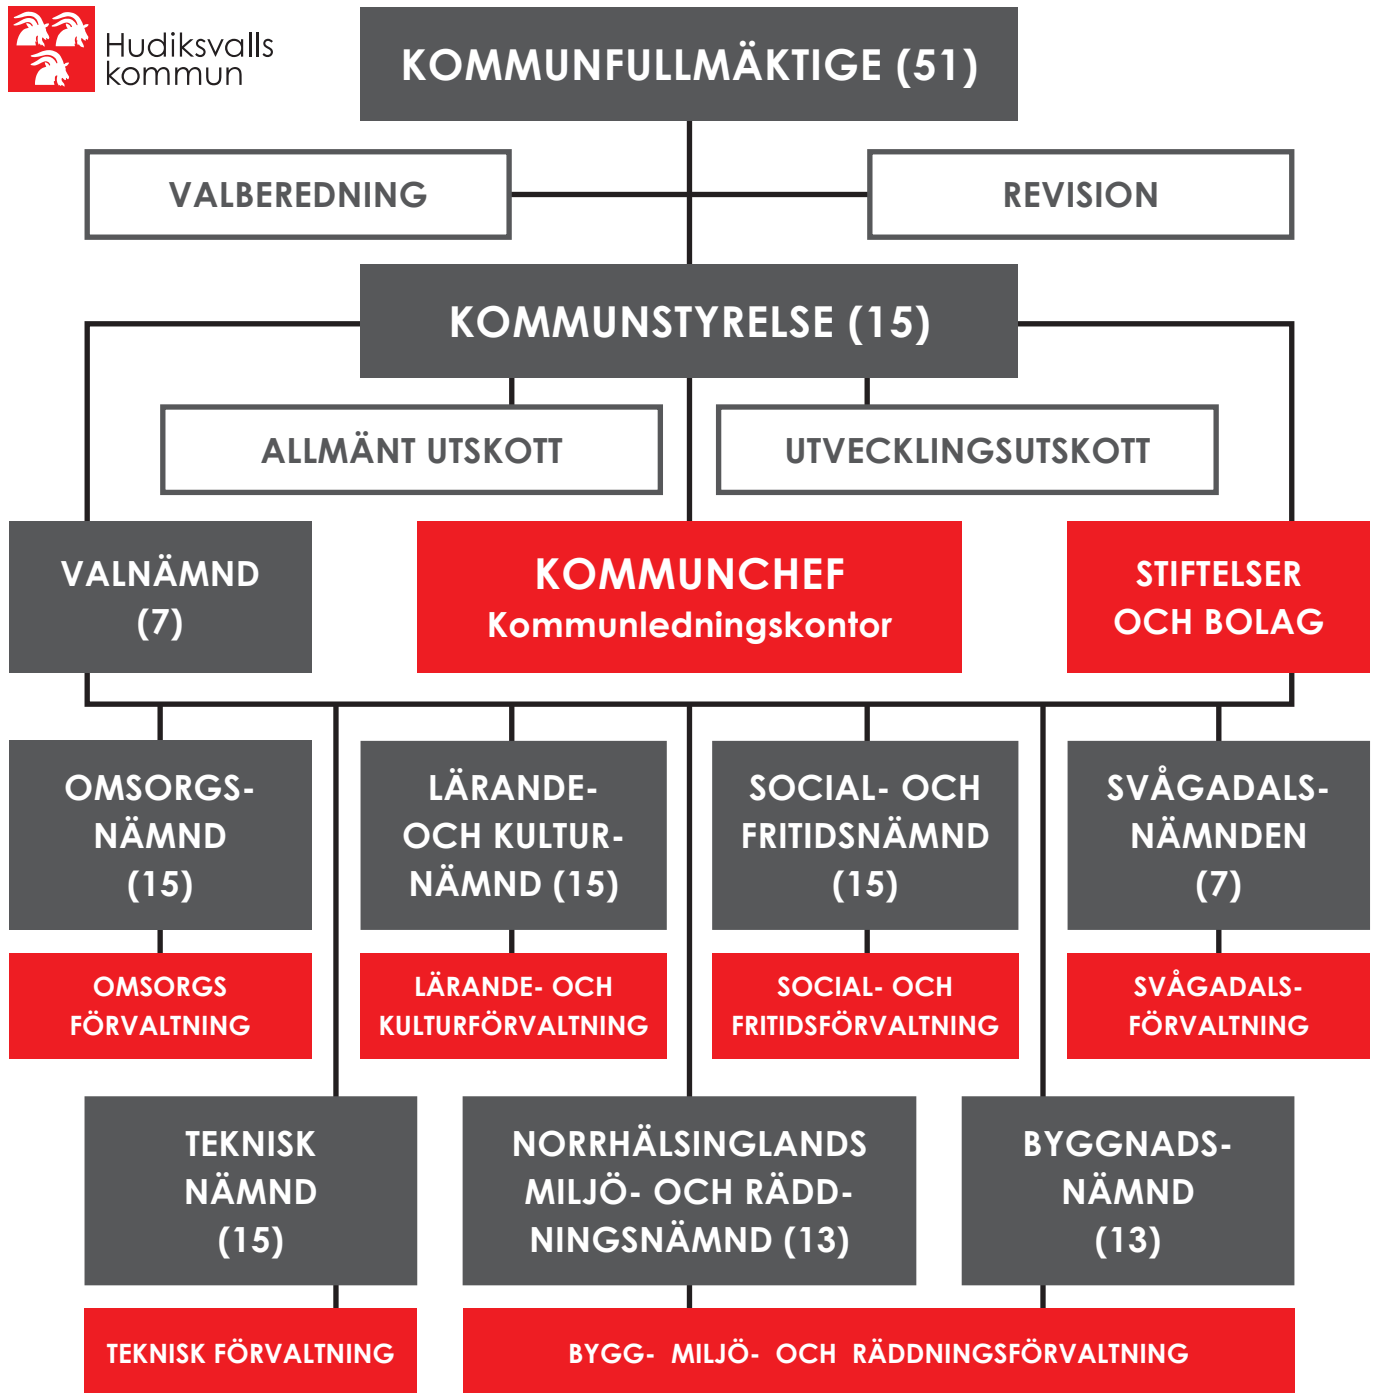 Hudiksvalls
kommun
KOMMUNFULLMÄKTIGE (51)
VALBEREDNING
REVISION
KOMMUNSTYRELSE (15)
ALLMÄNT UTSKOTT
UTVECKLINGSUTSKOTT
VALNÄMND
(7)
KOMMUNCHEF
Kommunledningskontor
STIFTELSER
OCH BOLAG
OMSORGS-
NÄMND
(15)
LÄRANDE-
OCH KULTUR-
NÄMND (15)
SOCIAL- OCH
FRITIDSNÄMND
(15)
SVÅGADALS-
NÄMNDEN
(7)
OMSORGS
FÖRVALTNING
LÄRANDE- OCH
KULTURFÖRVALTNING
SOCIAL- OCH
FRITIDSFÖRVALTNING
SVÅGADALS-
FÖRVALTNING
TEKNISK
NÄMND
(15)
NORRHÄLSINGLANDS
MILJÖ- OCH RÄDD-
NINGSNÄMND (13)
BYGGNADS-
NÄMND
(13)
TEKNISK FÖRVALTNING
BYGG- MILJÖ- OCH RÄDDNINGSFÖRVALTNING